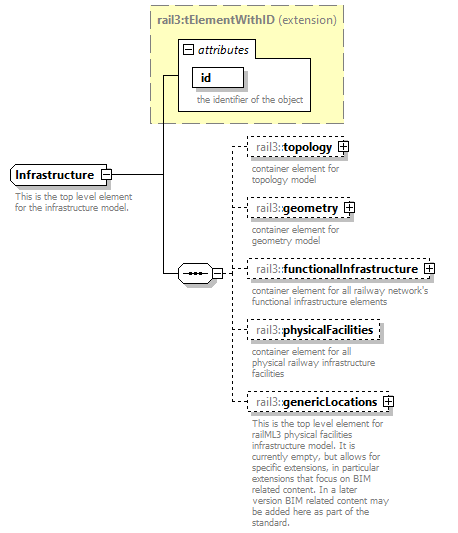 rail3:tElementWithID (extension)
attributes
id
the identifier of the object
Infrastructure
This is the top level element
for the infrastructure model.
rail3::topology
container element for
topology model
rail3::geometry
container element for
geometry model
rail3::functionalInfrastructure
container element for all railway network's
functional infrastructure elements
rail3::physicalFacilities
container element for all
physical railway infrastructure
facilities
rail3::genericLocations
This is the top level element for
railML3 physical facilities
infrastructure model. It is
currently empty, but allows for
specific extensions, in particular
extensions that focus on BIM
related content. In a later
version BIM related content may
be added here as part of the
standard.